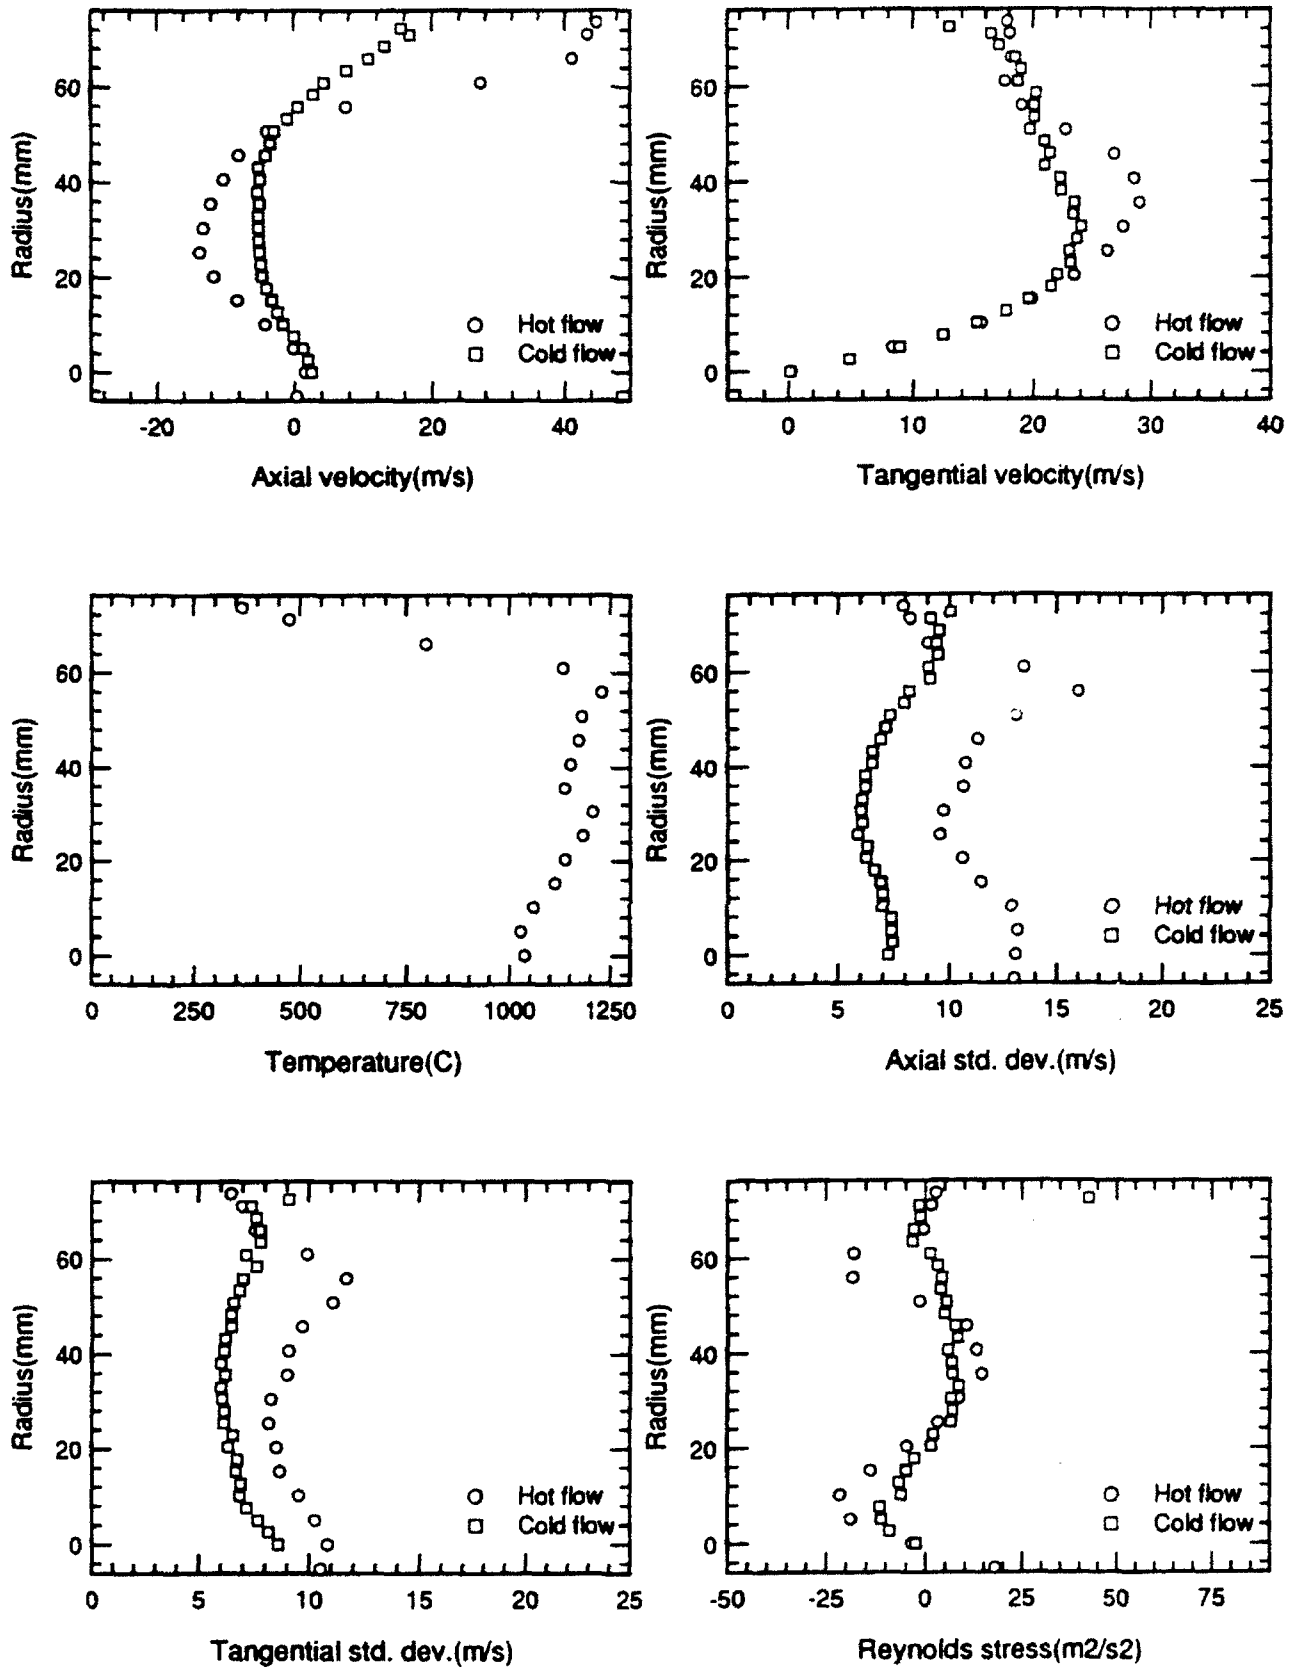 60
40
20
0
Radius(mm)
Hot flow
Cold flow
-20 0 20 40
Axial velocity(m/s)
60
40
20
0
Radius(mm)
Hot flow
Cold flow
0 10 20 30 40
Tangential velocity(m/s)
60
40
20
0
Radius(mm)
0 250 500 750 1000 1250
Temperature(C)
60
40
20
0
Radius(mm)
Hot flow
Cold flow
0 5 10 15 20 25
Axial std. dev.(m/s)
60
40
20
0
Radius(mm)
Hot flow
Cold flow
0 5 10 15 20 25
Tangential std. dev.(m/s)
60
40
20
0
Radius(mm)
Hot flow
Cold flow
-50 -25 0 25 50 75
Reynolds stress(m2/s2)